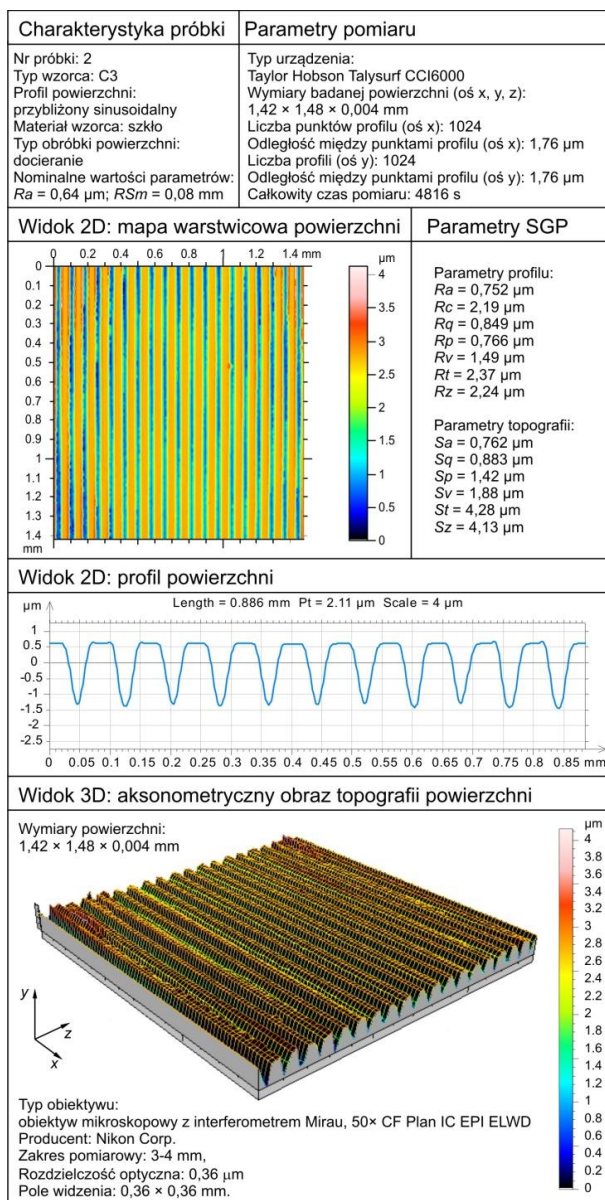 Charakterystyka próbki
Nr próbki: 2
Typ wzorca: C3
Profil powierzchni:
przybliżony sinusoidalny
Materiał wzorca: szkło
Typ obróbki powierzchni:
docieranie
Nominalne wartości parametrów:
Ra = 0,64 µm; RSm = 0,08 mm
Parametry pomiaru
Typ urządzenia:
Taylor Hobson Talysurf CCI6000
Wymiary badanej powierzchni (oś x, y, z):
1,42 × 1,48 × 0,004 mm
Liczba punktów profilu (oś x): 1024
Odległość między punktami profilu (oś x): 1,76 µm
Liczba profili (oś y): 1024
Odległość między punktami profilu (oś y): 1,76 µm
Całkowity czas pomiaru: 4816 s
Widok 2D: mapa warstwicowa powierzchni
0 0.2 0.4 0.6 0.8 1 1.2 1.4 mm
0
0.1
0.2
0.3
0.4
0.5
0.6
0.7
0.8
0.9
1
1.1
1.2
1.3
1.4
mm
µm
4
3.5
3
2.5
2
1.5
1
0.5
0
Parametry SGP
Parametry profilu:
Ra = 0,752 µm
Rc = 2,19 µm
Rq = 0,849 µm
Rp = 0,766 µm
Rv = 1,49 µm
Rt = 2,37 µm
Rz = 2,24 µm
Parametry topografii:
Sa = 0,762 µm
Sq = 0,883 µm
Sp = 1,42 µm
Sv = 1,88 µm
St = 4,28 µm
Sz = 4,13 µm
Widok 2D: profil powierzchni
µm
Length = 0.886 mm Pt = 2.11 µm Scale = 4 µm
1
0.5
0
-0.5
-1
-1.5
-2
-2.5
0 0.05 0.1 0.15 0.2 0.25 0.3 0.35 0.4 0.45 0.5 0.55 0.6 0.65 0.7 0.75 0.8 0.85 mm
Widok 3D: aksonometryczny obraz topografii powierzchni
Wymiary powierzchni:
1,42 × 1,48 × 0,004 mm
µm
4
3.8
3.6
3.4
3.2
3
2.8
2.6
2.4
2.2
2
1.8
1.6
1.4
1.2
1
0.8
0.6
0.4
0.2
0
y
z
x
Typ obiektywu:
obiektyw mikroskopowy z interferometrem Mirau, 50× CF Plan IC EPI ELWD
Producent: Nikon Corp.
Zakres pomiarowy: 3-4 mm,
Rozdzielczość optyczna: 0,36 µm
Pole widzenia: 0,36 × 0,36 mm.